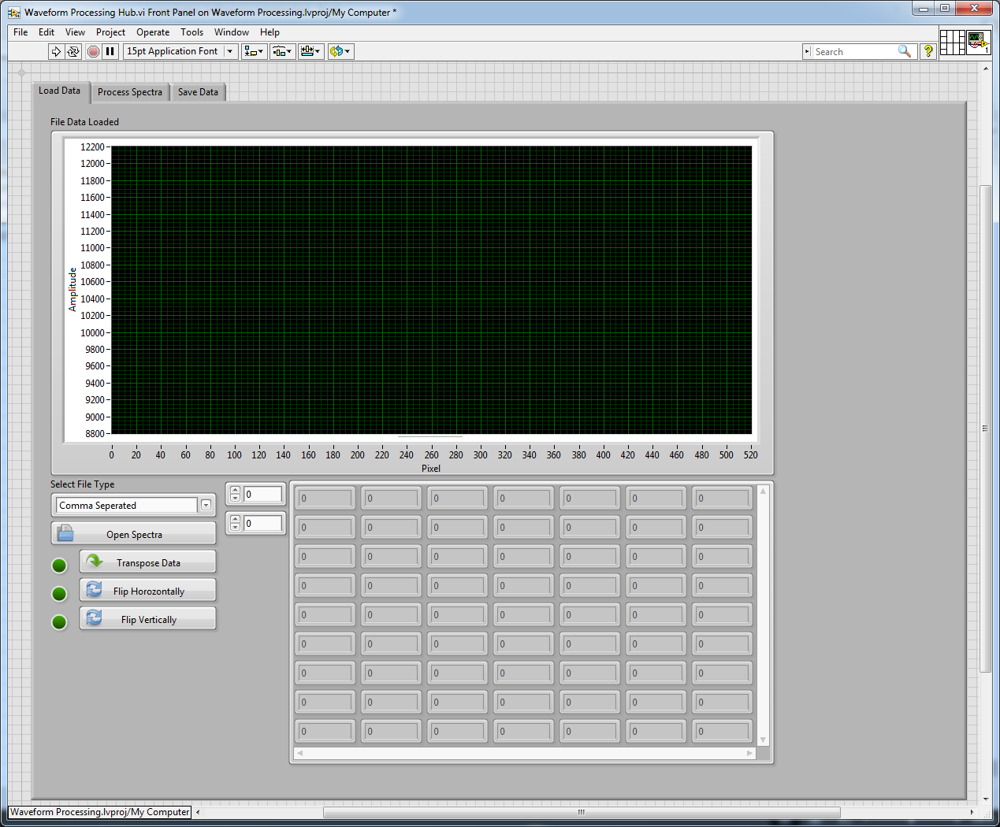 Waveform Processing Hub.vi Front Panel on Waveform Processing.lvproj/My Computer *
File Edit View Project Operate Tools Window Help
15pt Application Font Search ? 1
Load Data Process Spectra Save Data
File Data Loaded
12200
12000
11800
11600
11400
11200
11000
10800
10600
10400
10200
10000
9800
9600
9400
9200
9000
8800
Amplitude
0 20 40 60 80 100 120 140 160 180 200 220 240 260 280 300 320 340 360 380 400 420 440 460 480 500 520
Pixel
Select File Type
Comma Seperated
Open Spectra
Transpose Data
Flip Horozontally
Flip Vertically
0
0
0 0 0 0 0 0 0
0 0 0 0 0 0 0
0 0 0 0 0 0 0
0 0 0 0 0 0 0
0 0 0 0 0 0 0
0 0 0 0 0 0 0
0 0 0 0 0 0 0
0 0 0 0 0 0 0
0 0 0 0 0 0 0
Waveform Processing.lvproj/My Computer